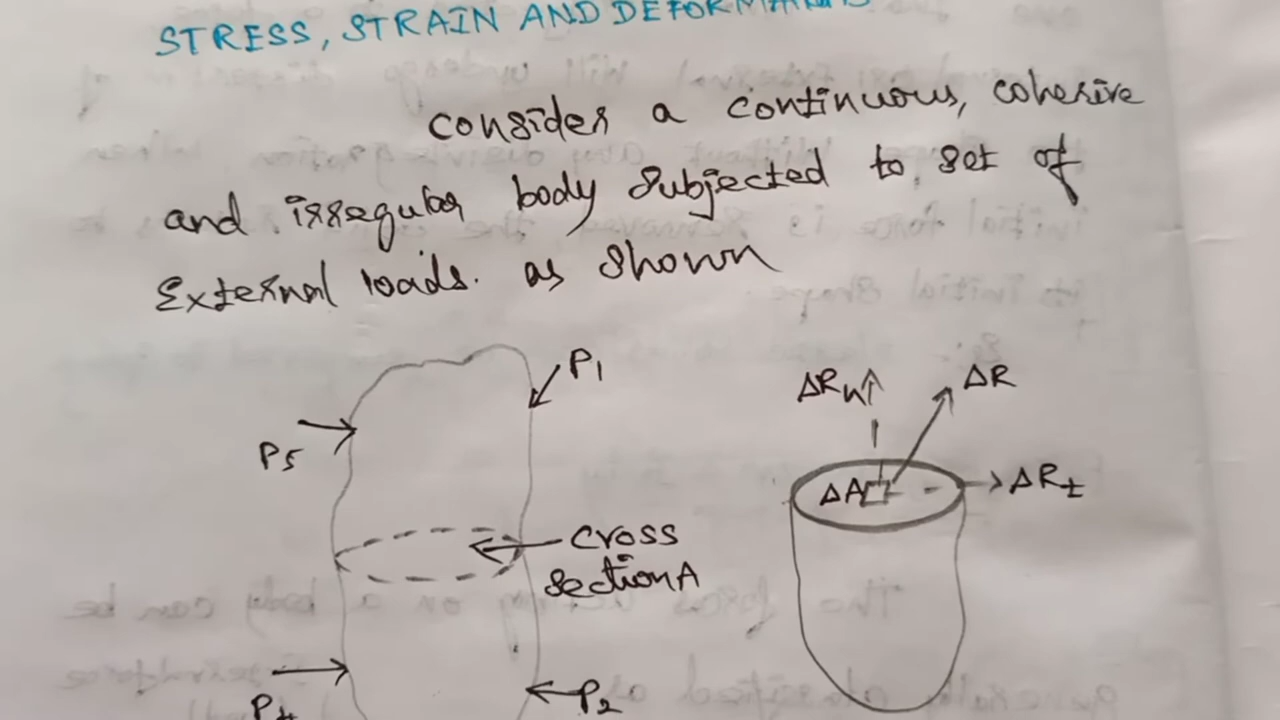 STRESS, STRAIN AND DEFORMATIONS
consider a continuous, cohesive
and irregular body subjected to set of
External loads. as shown
P1
P5
ΔRn
ΔR
ΔA
ΔRt
Cross
section A
P4
P2